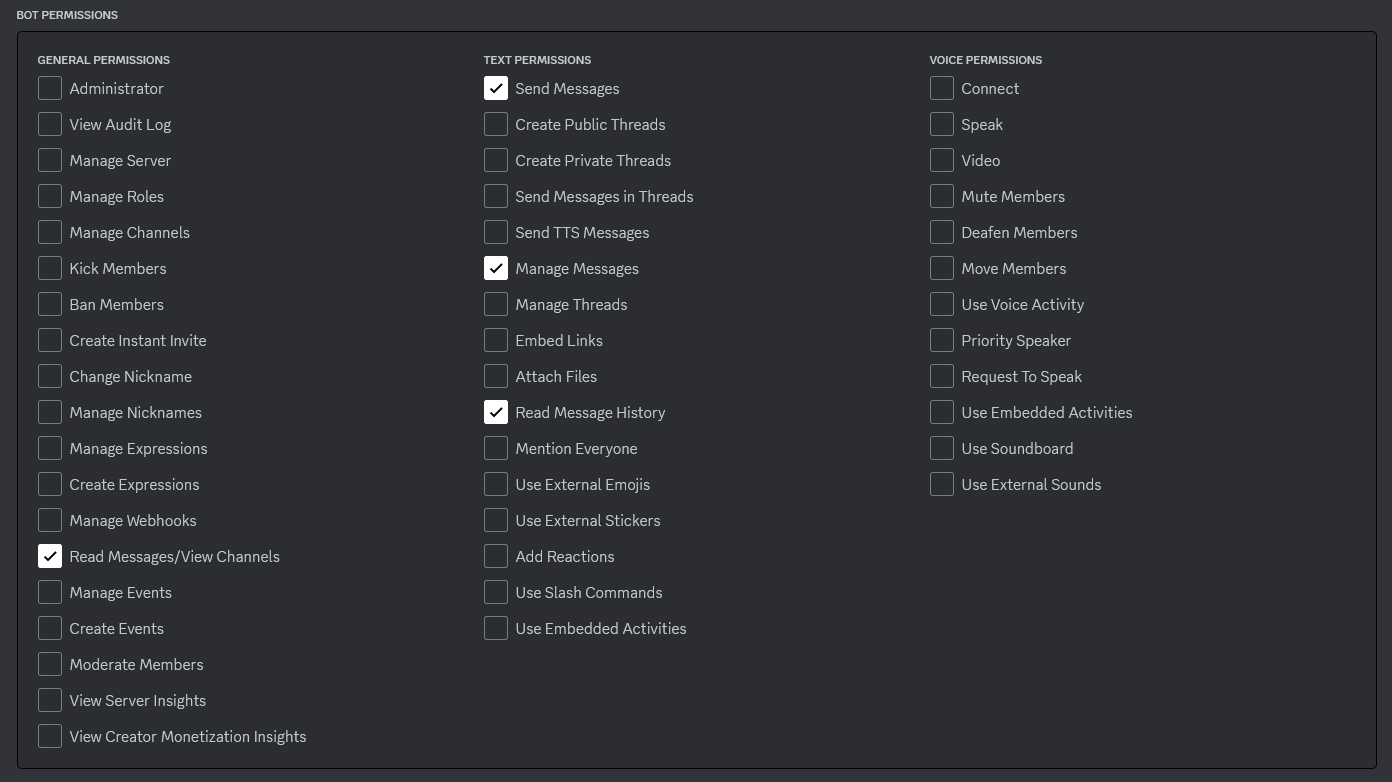 BOT PERMISSIONS
GENERAL PERMISSIONS
Administrator
View Audit Log
Manage Server
Manage Roles
Manage Channels
Kick Members
Ban Members
Create Instant Invite
Change Nickname
Manage Nicknames
Manage Expressions
Create Expressions
Manage Webhooks
Read Messages/View Channels
Manage Events
Create Events
Moderate Members
View Server Insights
View Creator Monetization Insights
TEXT PERMISSIONS
Send Messages
Create Public Threads
Create Private Threads
Send Messages in Threads
Send TTS Messages
Manage Messages
Manage Threads
Embed Links
Attach Files
Read Message History
Mention Everyone
Use External Emojis
Use External Stickers
Add Reactions
Use Slash Commands
Use Embedded Activities
VOICE PERMISSIONS
Connect
Speak
Video
Mute Members
Deafen Members
Move Members
Use Voice Activity
Priority Speaker
Request To Speak
Use Embedded Activities
Use Soundboard
Use External Sounds